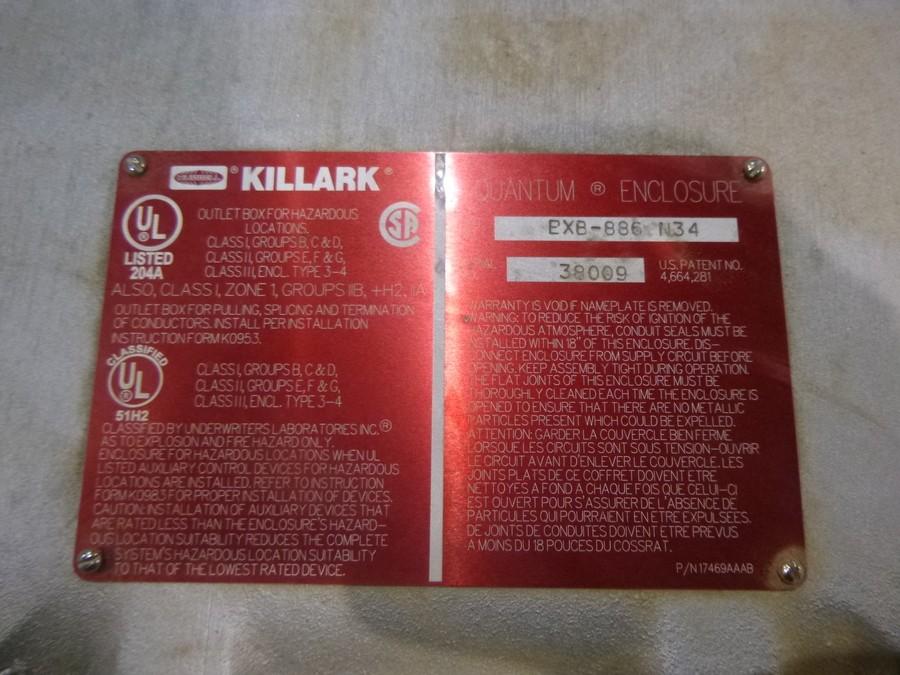 HUBBELL ® KILLARK ®
UL ®
LISTED
204A
OUTLET BOX FOR HAZARDOUS
LOCATIONS.
CLASS I, GROUPS B, C & D,
CLASS II, GROUPS E, F & G,
CLASS III, ENCL. TYPE 3-4
SA
ALSO, CLASS I, ZONE 1, GROUPS IIB, +H2, IIA
OUTLET BOX FOR PULLING, SPLICING AND TERMINATION
OF CONDUCTORS. INSTALL PER INSTALLATION
INSTRUCTION FORM K0953.
CLASSIFIED
UL ®
51H2
CLASS I, GROUPS B, C & D,
CLASS II, GROUPS E, F & G,
CLASS III, ENCL. TYPE 3-4
CLASSIFIED BY UNDERWRITERS LABORATORIES INC.®
AS TO EXPLOSION AND FIRE HAZARD ONLY.
ENCLOSURE FOR HAZARDOUS LOCATIONS WHEN UL
LISTED AUXILIARY CONTROL DEVICES FOR HAZARDOUS
LOCATIONS ARE INSTALLED. REFER TO INSTRUCTION
FORM K0983 FOR PROPER INSTALLATION OF DEVICES.
CAUTION: INSTALLATION OF AUXILIARY DEVICES THAT
ARE RATED LESS THAN THE ENCLOSURE'S HAZARD-
OUS LOCATION SUITABILITY REDUCES THE COMPLETE
SYSTEM'S HAZARDOUS LOCATION SUITABILITY
TO THAT OF THE LOWEST RATED DEVICE.
QUANTUM ® ENCLOSURE
EXB-886 N34
38009
U.S. PATENT NO.
4,664,281
WARRANTY IS VOID IF NAMEPLATE IS REMOVED.
WARNING: TO REDUCE THE RISK OF IGNITION OF THE
HAZARDOUS ATMOSPHERE, CONDUIT SEALS MUST BE
INSTALLED WITHIN 18" OF THIS ENCLOSURE. DIS-
CONNECT ENCLOSURE FROM SUPPLY CIRCUIT BEFORE
OPENING. KEEP ASSEMBLY TIGHT DURING OPERATION.
THE FLAT JOINTS OF THIS ENCLOSURE MUST BE
THOROUGHLY CLEANED EACH TIME THE ENCLOSURE IS
OPENED TO ENSURE THAT THERE ARE NO METALLIC
PARTICLES PRESENT WHICH COULD BE EXPELLED.
ATTENTION: GARDER LA COUVERCLE BIEN FERME
LORSQUE LES CIRCUITS SONT SOUS TENSION-OUVRIR
LE CIRCUIT AVANT D'ENLEVER LE COUVERCLE. LES
JOINTS PLATS DE CE COFFRET DOIVENT ETRE
NETTOYES A FOND A CHAQUE FOIS QUE CELUI-CI
EST OUVERT POUR S'ASSURER DE L'ABSENCE DE
PARTICULES QUI POURRAIENT EN ETRE EXPULSEES.
DE JOINTS DE CONDUITES DOIVENT ETRE PREVUS
A MOINS DU 18 POUCES DU COSSRAT.
P/N 17469AAAB